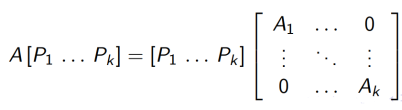 A [P₁ … Pₖ] = [P₁ … Pₖ] [ A₁ … 0
⋮ ⋱ ⋮
0 … Aₖ ]